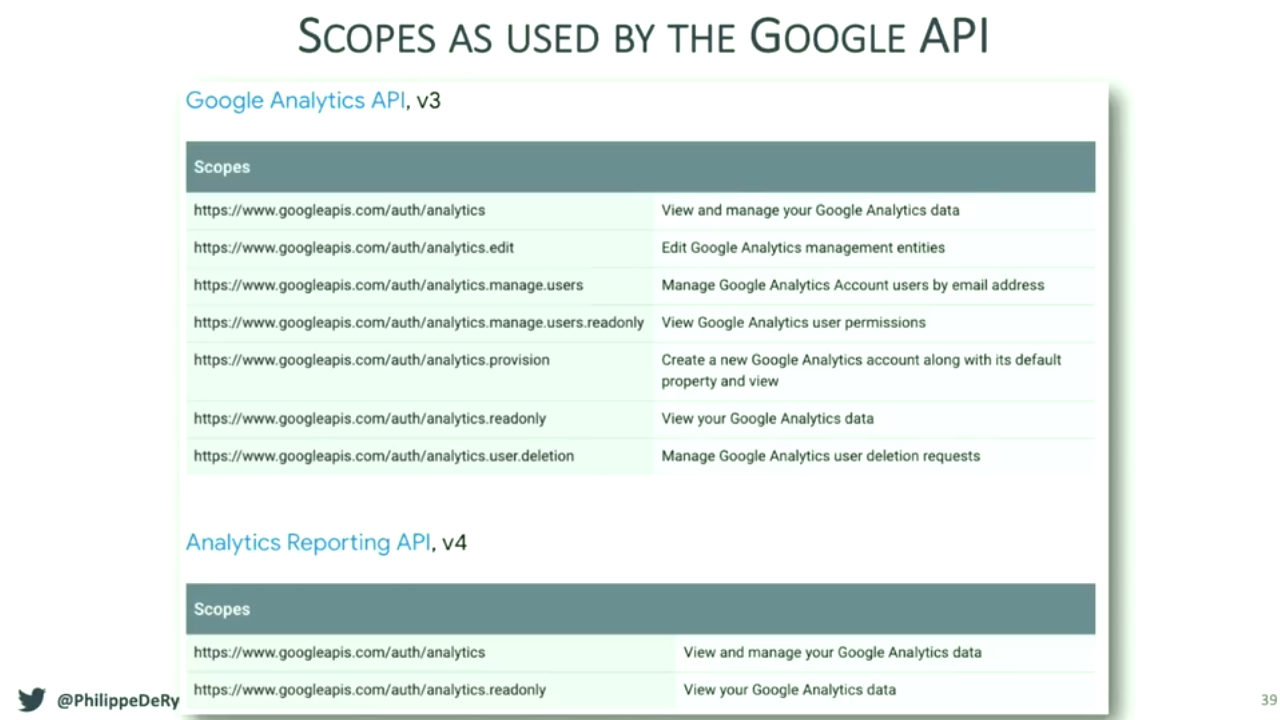 SCOPES AS USED BY THE GOOGLE API
Google Analytics API, v3
Scopes
https://www.googleapis.com/auth/analytics View and manage your Google Analytics data
https://www.googleapis.com/auth/analytics.edit Edit Google Analytics management entities
https://www.googleapis.com/auth/analytics.manage.users Manage Google Analytics Account users by email address
https://www.googleapis.com/auth/analytics.manage.users.readonly View Google Analytics user permissions
https://www.googleapis.com/auth/analytics.provision Create a new Google Analytics account along with its default
property and view
https://www.googleapis.com/auth/analytics.readonly View your Google Analytics data
https://www.googleapis.com/auth/analytics.user.deletion Manage Google Analytics user deletion requests
Analytics Reporting API, v4
Scopes
https://www.googleapis.com/auth/analytics View and manage your Google Analytics data
https://www.googleapis.com/auth/analytics.readonly View your Google Analytics data
@PhilippeDeRy
39